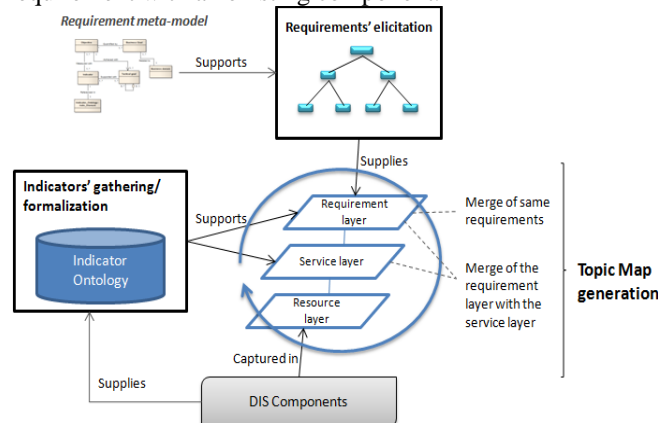 Requirement meta-model
Requirements' elicitation
Supports
Supplies
Indicators' gathering/
formalization
Supports
Indicator
Ontology
Requirement
layer
Service layer
Resource
layer
Merge of same
requirements
Merge of the
requirement
layer with the
service layer
Topic Map
generation
Captured in
Supplies
DIS Components